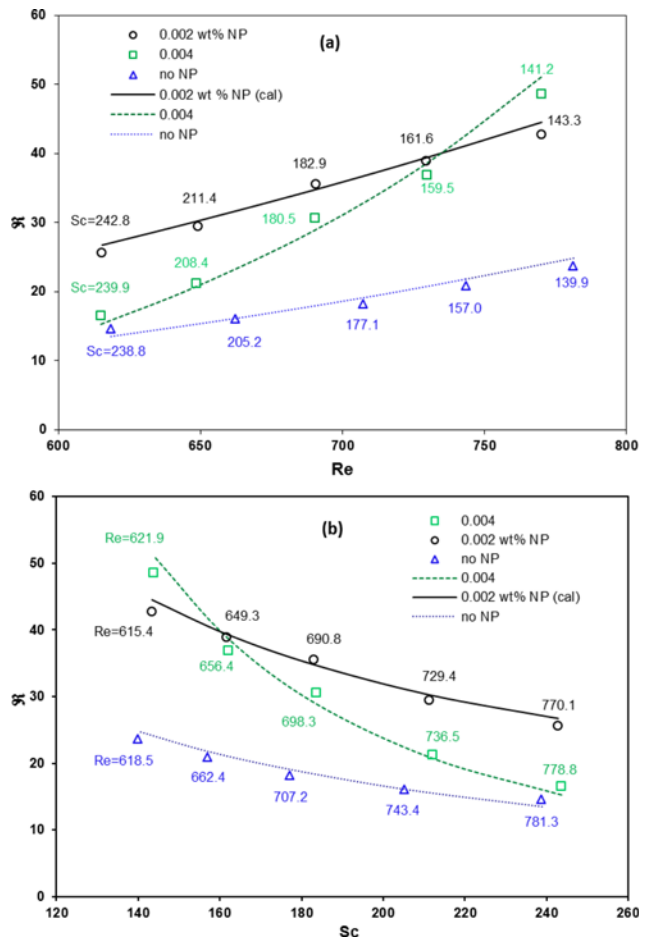 60
(a)
0.002 wt% NP
0.004
no NP
0.002 wt % NP (cal)
0.004
no NP
141.2
143.3
161.6
182.9
159.5
211.4
180.5
Sc=242.8
208.4
Sc=239.9
139.9
157.0
177.1
205.2
Sc=238.8
50
40
30
20
10
0
ℜ
600 650 700 750 800
Re
60
(b)
0.004
0.002 wt% NP
no NP
0.004
0.002 wt% NP (cal)
no NP
Re=621.9
649.3
Re=615.4
690.8
656.4
729.4
698.3
770.1
736.5
778.8
Re=618.5
662.4
707.2
743.4
781.3
50
40
30
20
10
0
ℜ
120 140 160 180 200 220 240 260
Sc